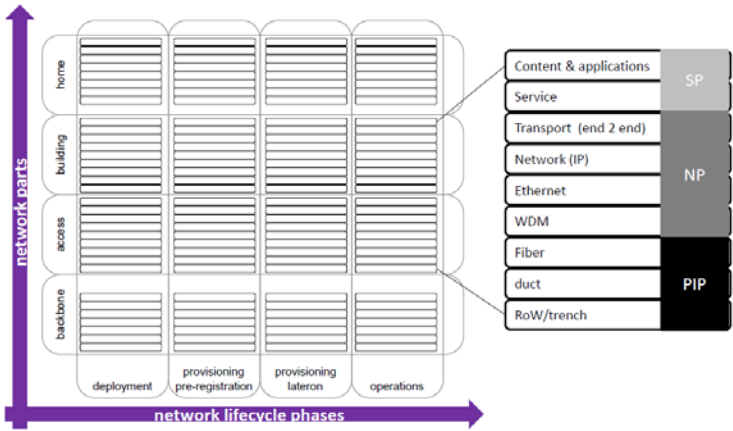 network parts
home
building
access
backbone
deployment
provisioning
pre-registration
provisioning
lateron
operations
network lifecycle phases
Content & applications
Service
Transport (end 2 end)
Network (IP)
Ethernet
WDM
Fiber
duct
RoW/trench
SP
NP
PIP